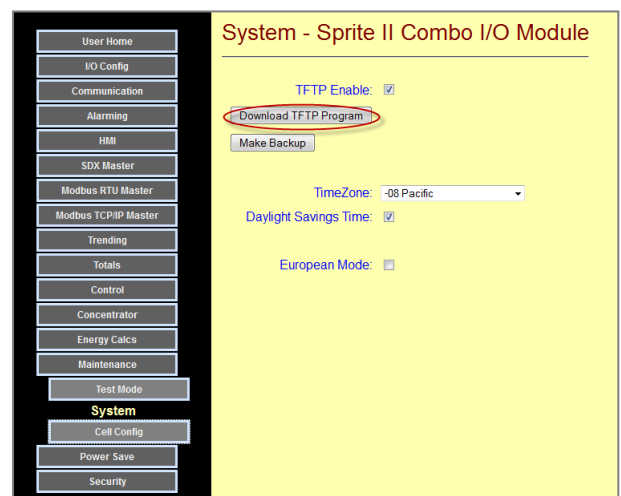 System - Sprite II Combo I/O Module
User Home
I/O Config
Communication
Alarming
HMI
SDX Master
Modbus RTU Master
Modbus TCP/IP Master
Trending
Totals
Control
Concentrator
Energy Calcs
Maintenance
Test Mode
System
Cell Config
Power Save
Security
TFTP Enable:
Download TFTP Program
Make Backup
TimeZone: -08 Pacific
Daylight Savings Time:
European Mode: